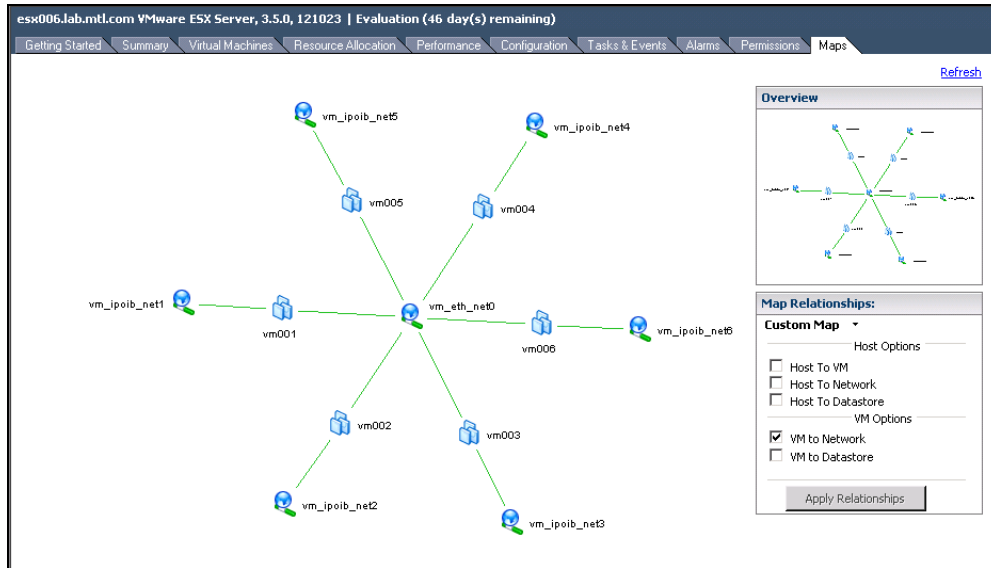 esx006.lab.mtl.com VMware ESX Server, 3.5.0, 121023 | Evaluation (46 day(s) remaining)
Getting Started Summary Virtual Machines Resource Allocation Performance Configuration Tasks & Events Alarms Permissions Maps
Refresh
vm_ipoib_net5
vm_ipoib_net4
vm005
vm004
vm_ipoib_net1
vm_eth_net0
vm001
vm006
vm_ipoib_net6
vm002
vm003
vm_ipoib_net2
vm_ipoib_net3
Overview
Map Relationships:
Custom Map
Host Options
Host To VM
Host To Network
Host To Datastore
VM Options
VM to Network
VM to Datastore
Apply Relationships